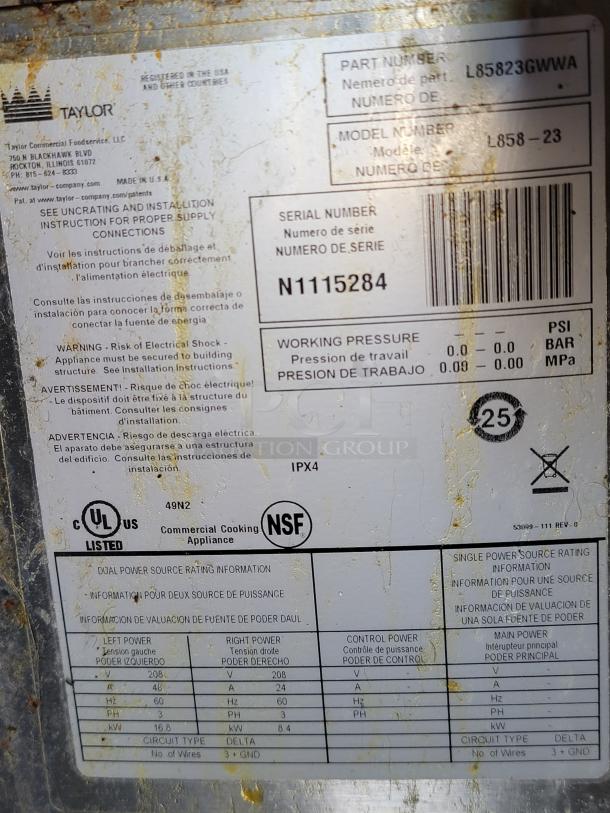 REGISTERED IN THE USA
AND OTHER COUNTRIES
TAYLOR
Taylor Commercial Foodservice, LLC
750 N BLACKHAWK BLVD
ROCKTON, ILLINOIS 61072
PH: 815-624-8333
www.taylor-company.com MADE IN U.S.A
Pat. at www.taylor-company.com/patents
SEE UNCRATING AND INSTALLITION
INSTRUCTION FOR PROPER SUPPLY
CONNECTIONS
Voir les instructions de déballage et
d'installation pour brancher correctement
l'alimentation électrique
Consulte las instrucciones de desembalaje o
instalación para conocer la forma correcta de
conectar la fuente de energia
WARNING - Risk of Electrical Shock -
Appliance must be secured to building
structure. See Installation Instructions.
AVERTISSEMENT! - Risque de choc électrique!
- Le dispositif doit être fixé à la structure du
bâtiment. Consulter les consignes
d'installation.
ADVERTENCIA - Riesgo de descarga eléctrica.
El aparato debe asegurarse a una estructura
del edificio. Consulte las instrucciones de
instalación.
PART NUMBER
Nemero de part.
NUMERO DE
L85823GWWA
MODEL NUMBER
Modèle
NUMERO DE
L858-23
SERIAL NUMBER
Numero de série
NUMERO DE SERIE
N1115284
WORKING PRESSURE - - - PSI
Pression de travail 0.0 - 0.0 BAR
PRESION DE TRABAJO 0.00 - 0.00 MPa
25
IPX4
TION GROUP
49N2
C UL US
LISTED
Commercial Cooking
Appliance
NSF
53099-111 REV-0
DUAL POWER SOURCE RATING INFORMATION
INFORMATION POUR DEUX SOURCE DE PUISSANCE
INFORMACION DE VALUACION DE FUENTE DE PODER DAUL
SINGLE POWER SOURCE RATING
INFORMATION
INFORMATION POUR UNE SOURCE
DE PUISSANCE
INFORMACIÓN DE VALUACION DE
UNA SOLA FUENTE DE PODER
LEFT POWER RIGHT POWER CONTROL POWER MAIN POWER
Tension gauche Tension droite Contrôle de puissance Intérupteur principal
PODER IZQUIERDO PODER DERECHO PODER DE CONTROL PODER PRINCIPAL
V 208 V 208 V - V -
A 46 A 24 A - A -
Hz 60 Hz 60 Hz - Hz -
PH 3 PH 3 PH - PH -
kW 16.8 kW 8.4 kW -
CIRCUIT TYPE DELTA CIRCUIT TYPE DELTA
No. of Wires 3 + GND No. of Wires 3 + GND